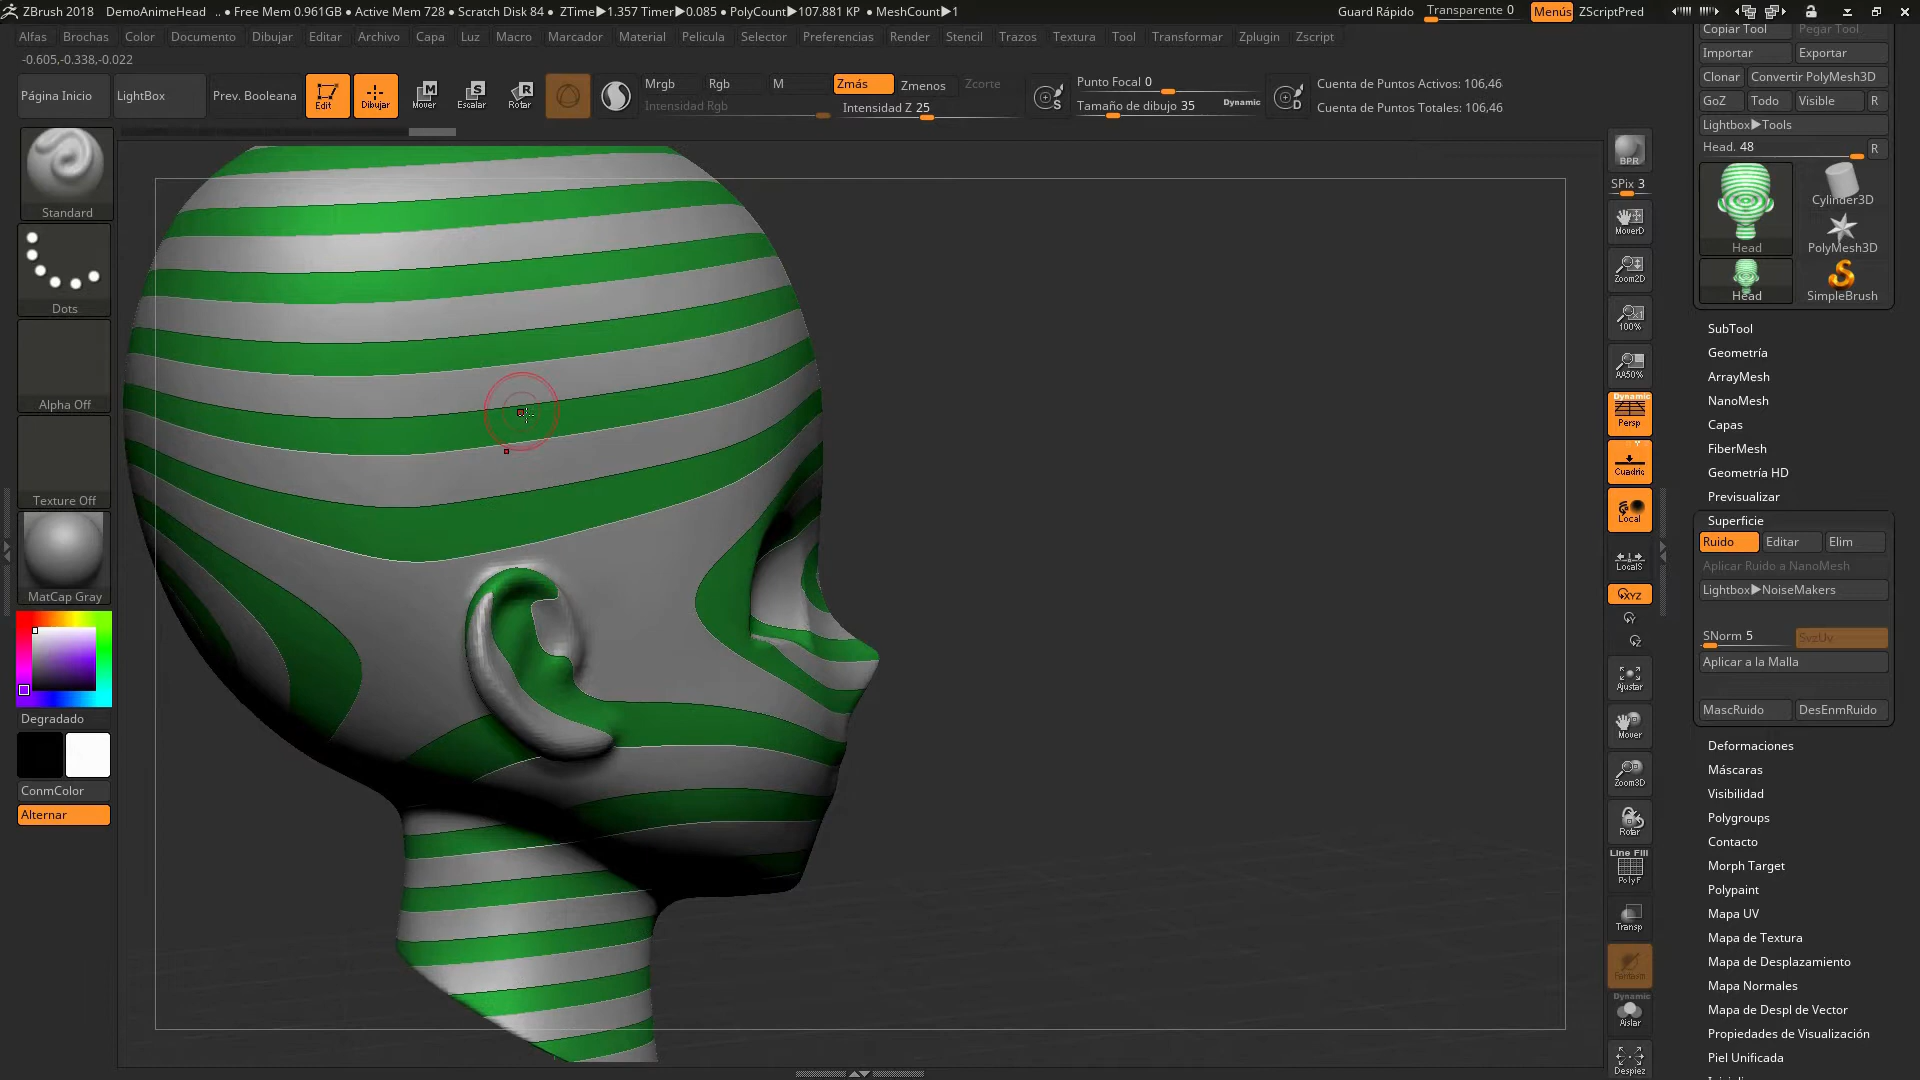 ZBrush 2018 DemoAnimeHead .. • Free Mem 0.961GB • Active Mem 728 • Scratch Disk 84 • ZTime▶1.357 Timer▶0.085 • PolyCount▶107.881 KP • MeshCount▶1 Guard Rápido Transparente 0 Menús ZScriptPred
Alfas Brochas Color Documento Dibujar Editar Archivo Capa Luz Macro Marcador Material Pelicula Selector Preferencias Render Stencil Trazos Textura Tool Transformar Zplugin Zscript
-0.605,-0.338,-0.022
Página Inicio LightBox Prev. Booleana Edit Dibujar Mover Escalar Rotar
Mrgb Rgb M Zmás Zmenos Zcorte
Intensidad Rgb Intensidad Z 25
Punto Focal 0
Tamaño de dibujo 35 Dynamic
Cuenta de Puntos Activos: 106,46
Cuenta de Puntos Totales: 106,46
S
D
Standard
Dots
Alpha Off
Texture Off
MatCap Gray
Degradado
ConmColor
Alternar
BPR
SPix 3
MoverD
Zoom2D
100%
AA50%
Dynamic
Persp
Cuadric
Local
LocalS
XYZ
Ajustar
Mover
Zoom3D
Rotar
Line Fill
PolyF
Transp
Dynamic
Aislar
Despiez
Copiar Tool Pegar Tool
Importar Exportar
Clonar Convertir PolyMesh3D
GoZ Todo Visible R
Lightbox▶Tools
Head. 48 R
Head Cylinder3D
PolyMesh3D
Head SimpleBrush
SubTool
Geometría
ArrayMesh
NanoMesh
Capas
FiberMesh
Geometría HD
Previsualizar
Superficie
Ruido Editar Elim
Aplicar Ruido a NanoMesh
Lightbox▶NoiseMakers
SNorm 5 SvzUv
Aplicar a la Malla
MascRuido DesEnmRuido
Deformaciones
Máscaras
Visibilidad
Polygroups
Contacto
Morph Target
Polypaint
Mapa UV
Mapa de Textura
Mapa de Desplazamiento
Mapa Normales
Mapa de Despl de Vector
Propiedades de Visualización
Piel Unificada